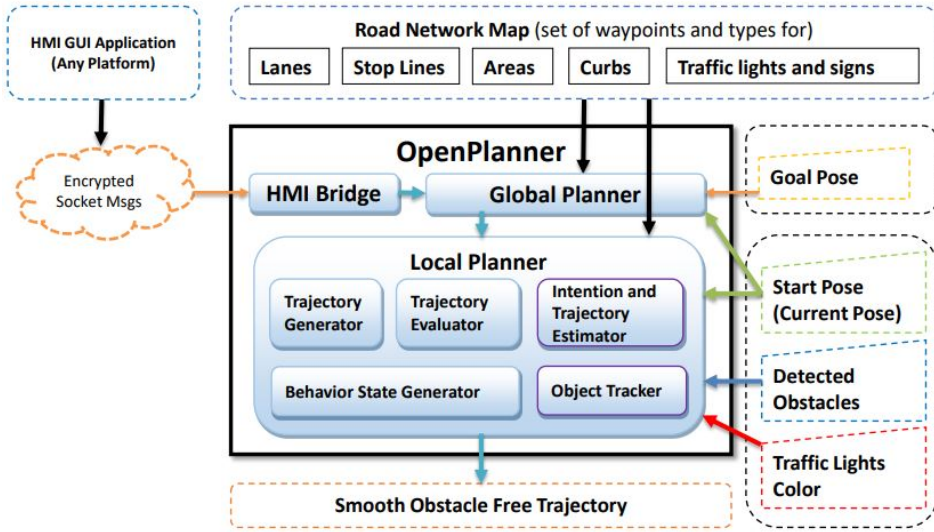 HMI GUI Application
(Any Platform)
Road Network Map (set of waypoints and types for)
Lanes
Stop Lines
Areas
Curbs
Traffic lights and signs
OpenPlanner
Encrypted
Socket Msgs
HMI Bridge
Global Planner
Goal Pose
Local Planner
Trajectory
Generator
Trajectory
Evaluator
Intention and
Trajectory
Estimator
Start Pose
(Current Pose)
Behavior State Generator
Object Tracker
Detected
Obstacles
Traffic Lights
Color
Smooth Obstacle Free Trajectory